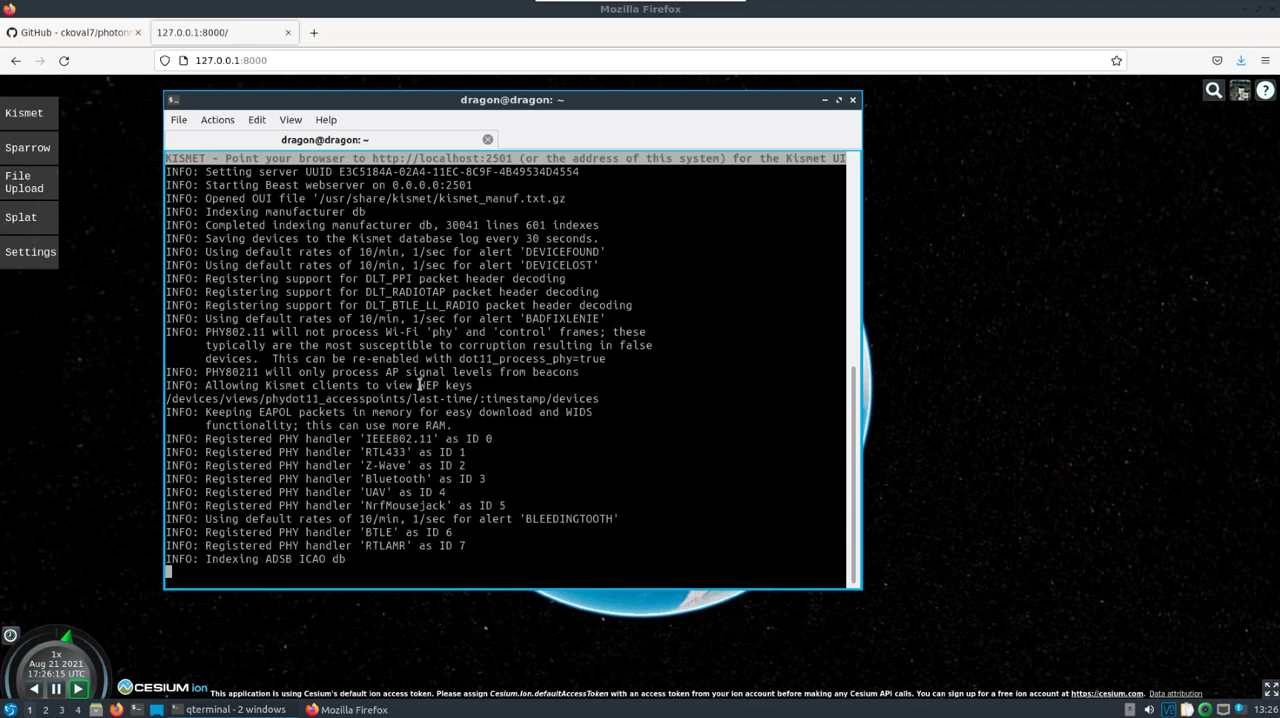 Mozilla Firefox
GitHub - ckoval7/photon
127.0.0.1:8000/
127.0.0.1:8000
Kismet
Sparrow
File
Upload
Splat
Settings
dragon@dragon: ~
File Actions Edit View Help
dragon@dragon: ~
KISMET - Point your browser to http://localhost:2501 (or the address of this system) for the Kismet UI
INFO: Setting server UUID E3C5184A-02A4-11EC-8C9F-4B49534D4554
INFO: Starting Beast webserver on 0.0.0.0:2501
INFO: Opened OUI file '/usr/share/kismet/kismet_manuf.txt.gz
INFO: Indexing manufacturer db
INFO: Completed indexing manufacturer db, 30041 lines 601 indexes
INFO: Saving devices to the Kismet database log every 30 seconds.
INFO: Using default rates of 10/min, 1/sec for alert 'DEVICEFOUND'
INFO: Using default rates of 10/min, 1/sec for alert 'DEVICELOST'
INFO: Registering support for DLT_PPI packet header decoding
INFO: Registering support for DLT_RADIOTAP packet header decoding
INFO: Registering support for DLT_BTLE_LL_RADIO packet header decoding
INFO: Using default rates of 10/min, 1/sec for alert 'BADFIXLENIE'
INFO: PHY802.11 will not process Wi-Fi 'phy' and 'control' frames; these
typically are the most susceptible to corruption resulting in false
devices. This can be re-enabled with dot11_process_phy=true
INFO: PHY80211 will only process AP signal levels from beacons
INFO: Allowing Kismet clients to view WEP keys
/devices/views/phydot11_accesspoints/last-time/:timestamp/devices
INFO: Keeping EAPOL packets in memory for easy download and WIDS
functionality; this can use more RAM.
INFO: Registered PHY handler 'IEEE802.11' as ID 0
INFO: Registered PHY handler 'RTL433' as ID 1
INFO: Registered PHY handler 'Z-Wave' as ID 2
INFO: Registered PHY handler 'Bluetooth' as ID 3
INFO: Registered PHY handler 'UAV' as ID 4
INFO: Registered PHY handler 'NrfMousejack' as ID 5
INFO: Using default rates of 10/min, 1/sec for alert 'BLEEDINGTOOTH'
INFO: Registered PHY handler 'BTLE' as ID 6
INFO: Registered PHY handler 'RTLAMR' as ID 7
INFO: Indexing ADSB ICAO db
1x
Aug 21 2021
17:26:15 UTC
CESIUM ion This application is using Cesium's default ion access token. Please assign Cesium.Ion.defaultAccessToken with an access token from your ion account before making any Cesium API calls. You can sign up for a free ion account at https://cesium.com. Data attribution
1 2 3 4 qterminal - 2 windows Mozilla Firefox 13:26